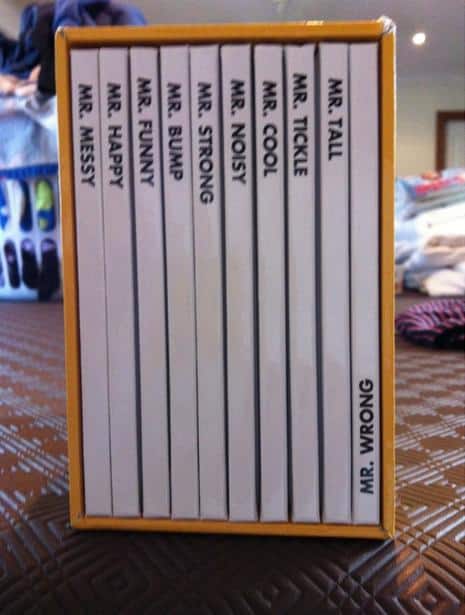 MR. MESSY
MR. HAPPY
MR. FUNNY
MR. BUMP
MR. STRONG
MR. NOISY
MR. COOL
MR. TICKLE
MR. TALL
MR. WRONG